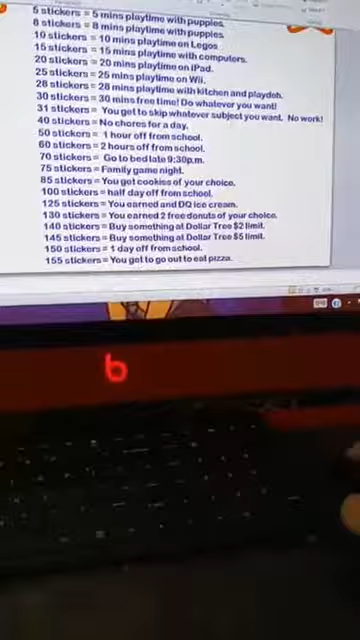 5 stickers = 5 mins playtime with puppies.
8 stickers = 8 mins playtime with puppies.
10 stickers = 10 mins playtime on Legos
15 stickers = 15 mins playtime with computers.
20 stickers = 20 mins playtime on iPad.
25 stickers = 25 mins playtime on Wii.
28 stickers = 28 mins playtime with kitchen and playdoh.
30 stickers = 30 mins free time! Do whatever you want!
31 stickers = You get to skip whatever subject you want. No work!
40 stickers = No chores for a day.
50 stickers = 1 hour off from school.
60 stickers = 2 hours off from school.
70 stickers = Go to bed late 9:30p.m.
75 stickers = Family game night.
85 stickers = You get cookies of your choice.
100 stickers = half day off from school.
125 stickers = You earned and DQ ice cream.
130 stickers = You earned 2 free donuts of your choice.
140 stickers = Buy something at Dollar Tree $2 limit.
145 stickers = Buy something at Dollar Tree $5 limit.
150 stickers = 1 day off from school.
155 stickers = You get to go out to eat pizza.
b